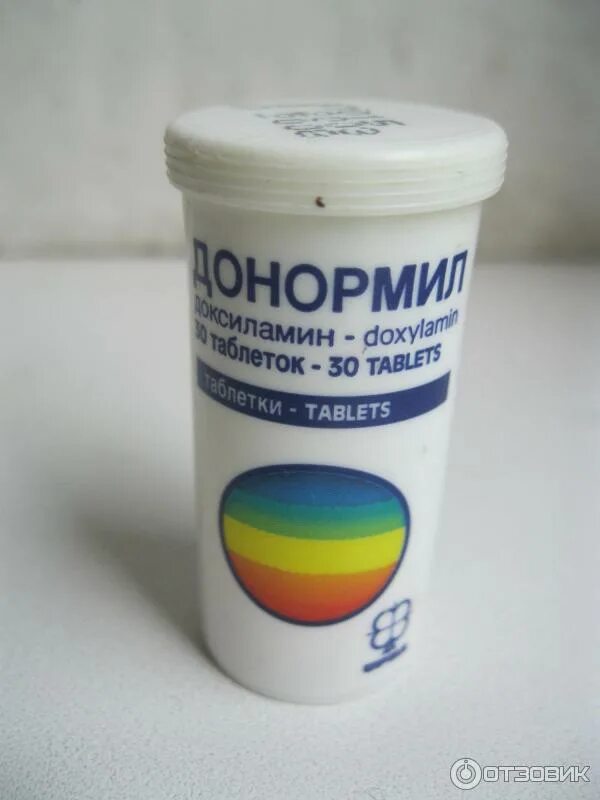 ДОНОРМИЛ
доксиламин - doxylamin
30 таблеток - 30 TABLETS
таблетки - TABLETS
ОТЗОВИК